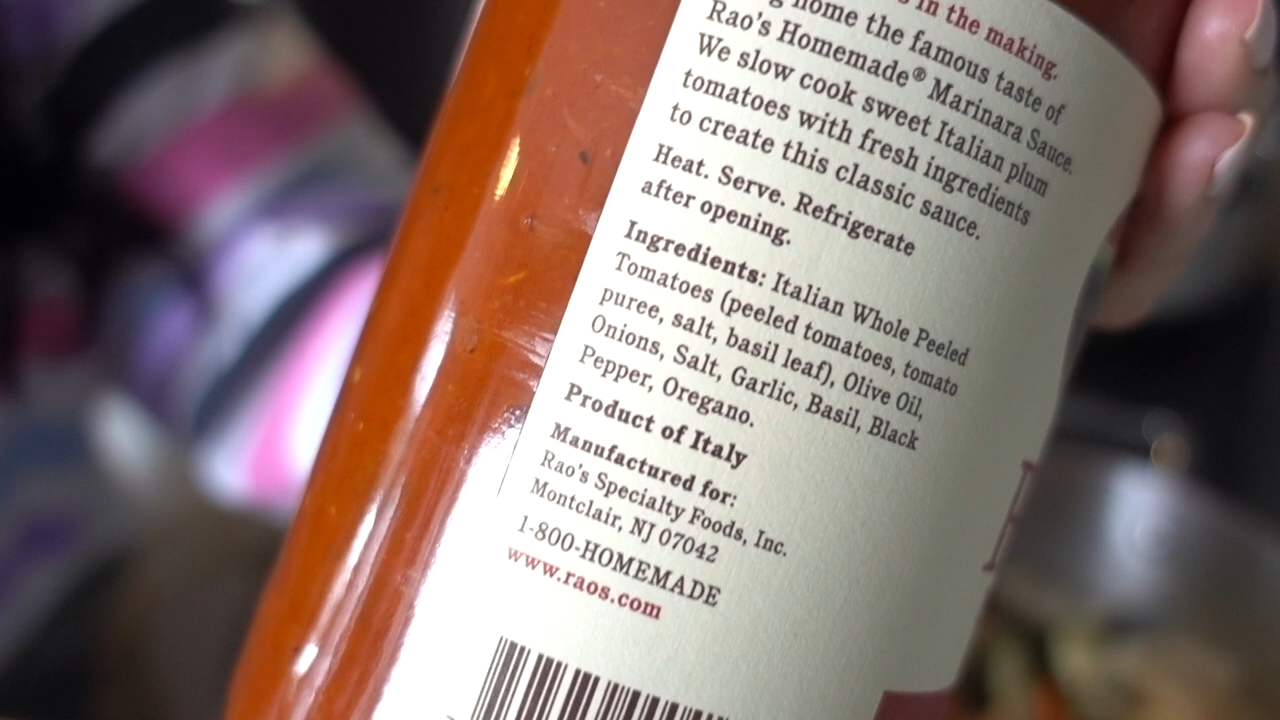 in the making.
home the famous taste of
Rao's Homemade® Marinara Sauce.
We slow cook sweet Italian plum
tomatoes with fresh ingredients
to create this classic sauce.
Heat. Serve. Refrigerate
after opening.
Ingredients: Italian Whole Peeled
Tomatoes (peeled tomatoes, tomato
puree, salt, basil leaf), Olive Oil,
Onions, Salt, Garlic, Basil, Black
Pepper, Oregano.
Product of Italy
Manufactured for:
Rao's Specialty Foods, Inc.
Montclair, NJ 07042
1-800-HOMEMADE
www.raos.com